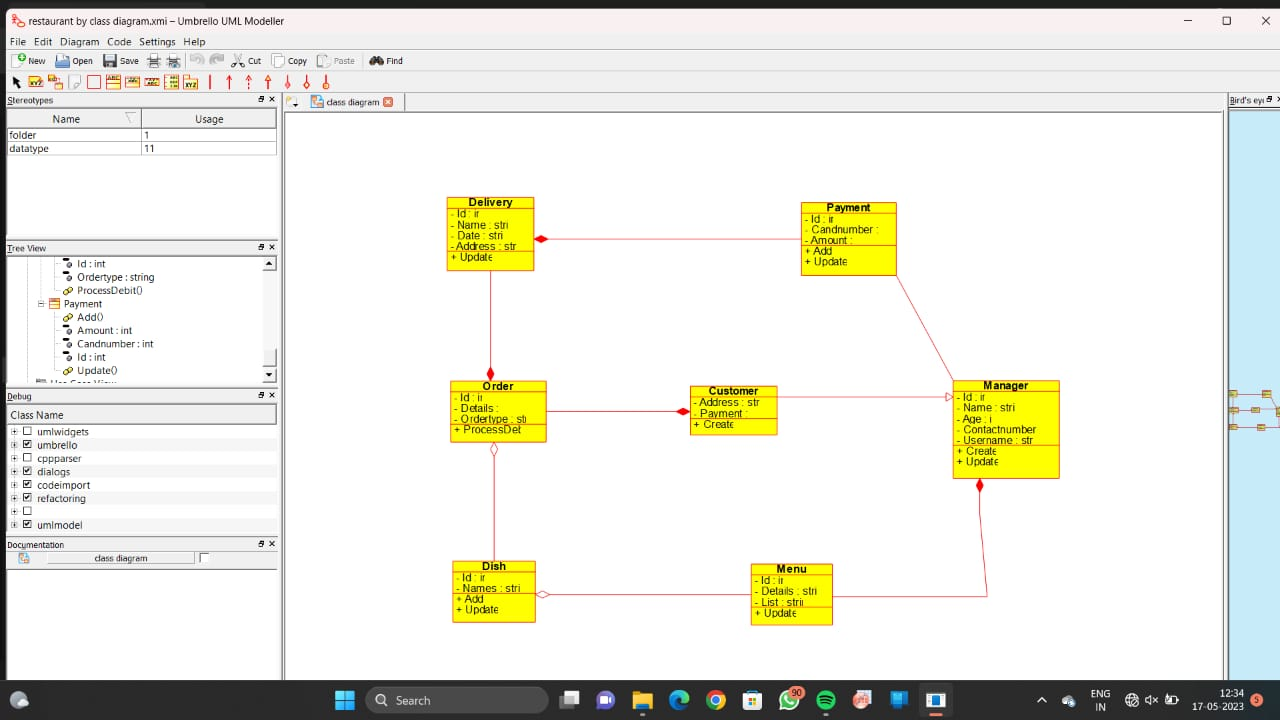 restaurant by class diagram.xmi – Umbrello UML Modeller
File Edit Diagram Code Settings Help
New Open Save Cut Copy Paste Find
Stereotypes
Name Usage
folder 1
datatype 11
Tree View
Id : int
Ordertype : string
ProcessDebit()
Payment
Add()
Amount : int
Candnumber : int
Id : int
Update()
Debug
Class Name
umlwidgets
umbrello
cppparser
dialogs
codeimport
refactoring
umlmodel
Documentation
class diagram
class diagram
Bird's eye
Delivery
- Id : ir
- Name : stri
- Date : stri
- Address : str
+ Update
Payment
- Id : ir
- Candnumber :
- Amount :
+ Add
+ Update
Order
- Id : ir
- Details :
- Ordertype : sti
+ ProcessDet
Customer
- Address : str
- Payment :
+ Create
Manager
- Id : ir
- Name : stri
- Age : i
- Contactnumber
- Username : str
+ Create
+ Update
Dish
- Id : ir
- Names : stri
+ Add
+ Update
Menu
- Id : ir
- Details : stri
- List : strii
+ Update
Search
90
ENG
IN
12:34
17-05-2023
5